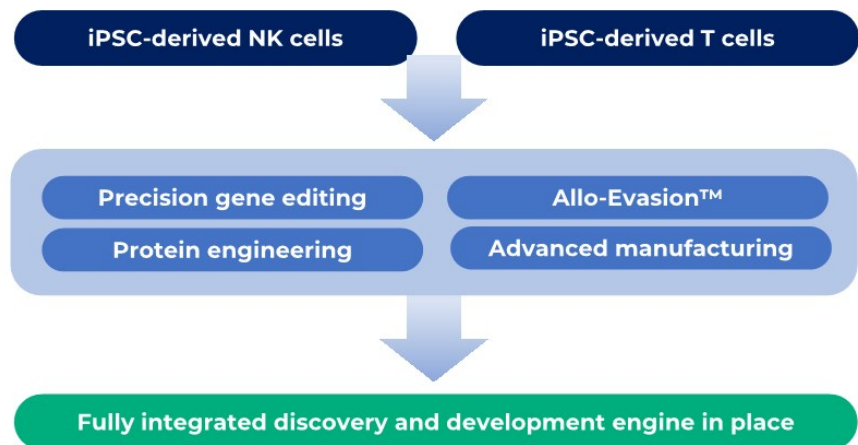 iPSC-derived NK cells
iPSC-derived T cells
Precision gene editing
Allo-Evasion™
Protein engineering
Advanced manufacturing
Fully integrated discovery and development engine in place